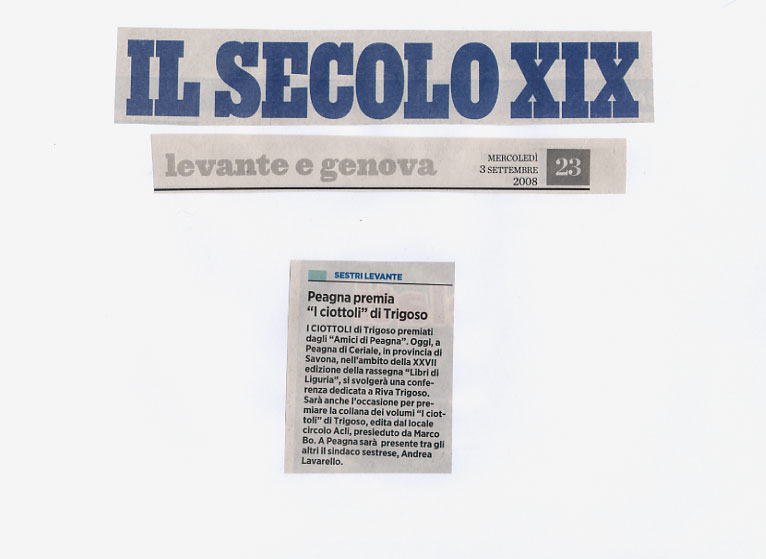 IL SECOLO XIX
levante e genova
MERCOLEDÌ
3 SETTEMBRE
2008
23
SESTRI LEVANTE
Peagna premia
“I ciottoli” di Trigoso
I CIOTTOLI di Trigoso premiati
dagli “Amici di Peagna”. Oggi, a
Peagna di Ceriale, in provincia di
Savona, nell’ambito della XXVII
edizione della rassegna “Libri di
Liguria”, si svolgerà una confe-
renza dedicata a Riva Trigoso.
Sarà anche l’occasione per pre-
miare la collana dei volumi “I ciot-
toli” di Trigoso, edita dal locale
circolo Acli, presieduto da Marco
Bo. A Peagna sarà presente tra gli
altri il sindaco sestrese, Andrea
Lavarello.